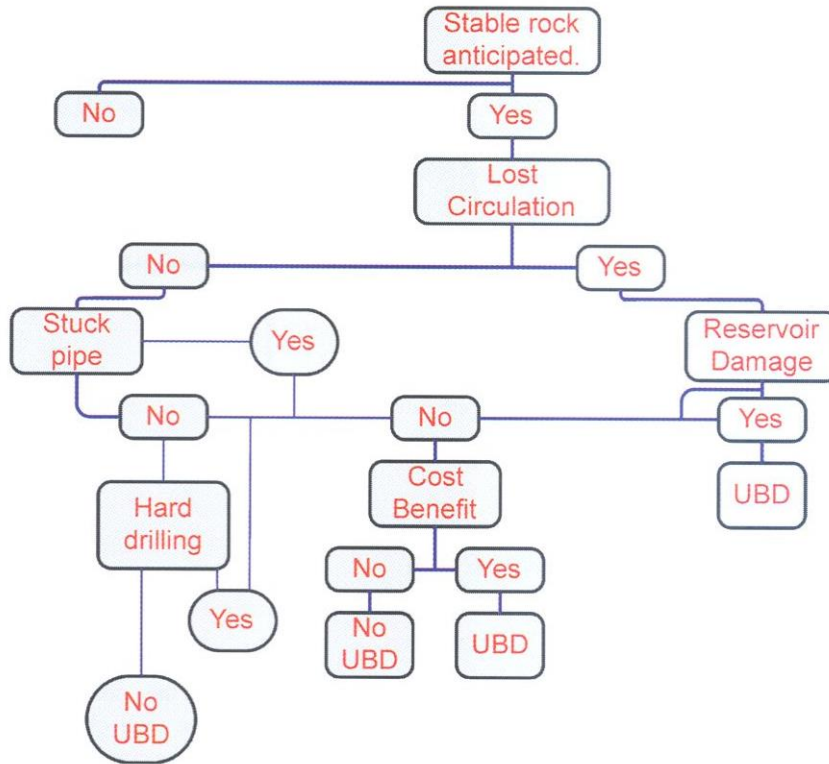 Stable rock
anticipated.
No
Yes
Lost
Circulation
No
Yes
Stuck
pipe
Yes
Reservoir
Damage
No
No
Yes
Hard
drilling
Cost
Benefit
UBD
No
Yes
Yes
No
UBD
UBD
No
UBD